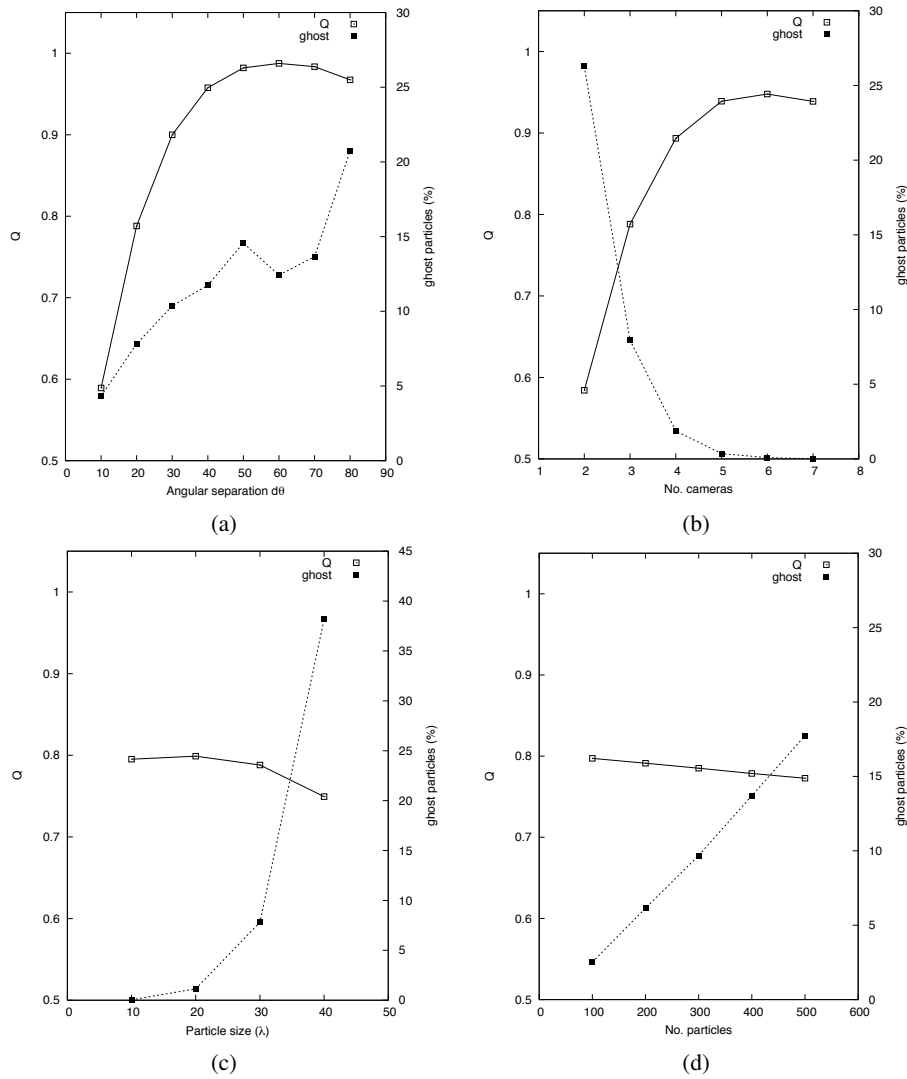 Q
ghost
1
0.9
0.8
0.7
0.6
0.5
Q
30
25
20
15
10
5
0
ghost particles (%)
0 10 20 30 40 50 60 70 80 90
Angular separation dθ
(a)
Q
ghost
1
0.9
0.8
0.7
0.6
0.5
Q
30
25
20
15
10
5
0
ghost particles (%)
1 2 3 4 5 6 7 8
No. cameras
(b)
Q
ghost
1
0.9
0.8
0.7
0.6
0.5
Q
45
40
35
30
25
20
15
10
5
0
ghost particles (%)
0 10 20 30 40 50
Particle size (λ)
(c)
Q
ghost
1
0.9
0.8
0.7
0.6
0.5
Q
30
25
20
15
10
5
0
ghost particles (%)
0 100 200 300 400 500 600
No. particles
(d)